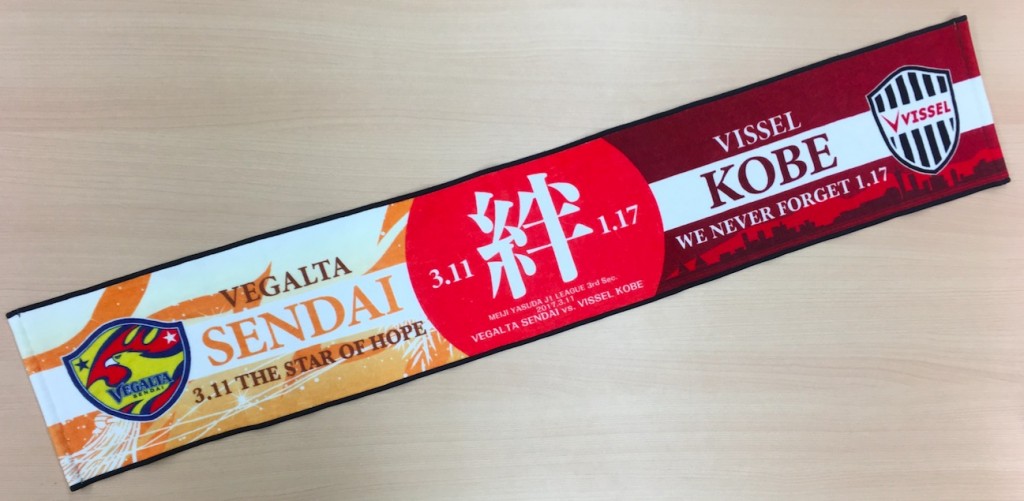 VEGALTA
SENDAI
VEGALTA
SENDAI
3.11 THE STAR OF HOPE
3.11 絆 1.17
MEIJI YASUDA J1 LEAGUE 3rd Sec.
2017.3.11
VEGALTA SENDAI vs. VISSEL KOBE
VISSEL
KOBE
WE NEVER FORGET 1.17
VISSEL